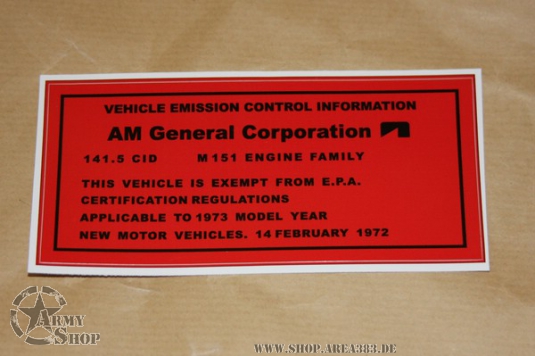 VEHICLE EMISSION CONTROL INFORMATION
AM General Corporation
141.5 CID M151 ENGINE FAMILY
THIS VEHICLE IS EXEMPT FROM E.P.A.
CERTIFICATION REGULATIONS
APPLICABLE TO 1973 MODEL YEAR
NEW MOTOR VEHICLES. 14 FEBRUARY 1972
ARMY
SHOP
WWW.SHOP.AREA383.DE